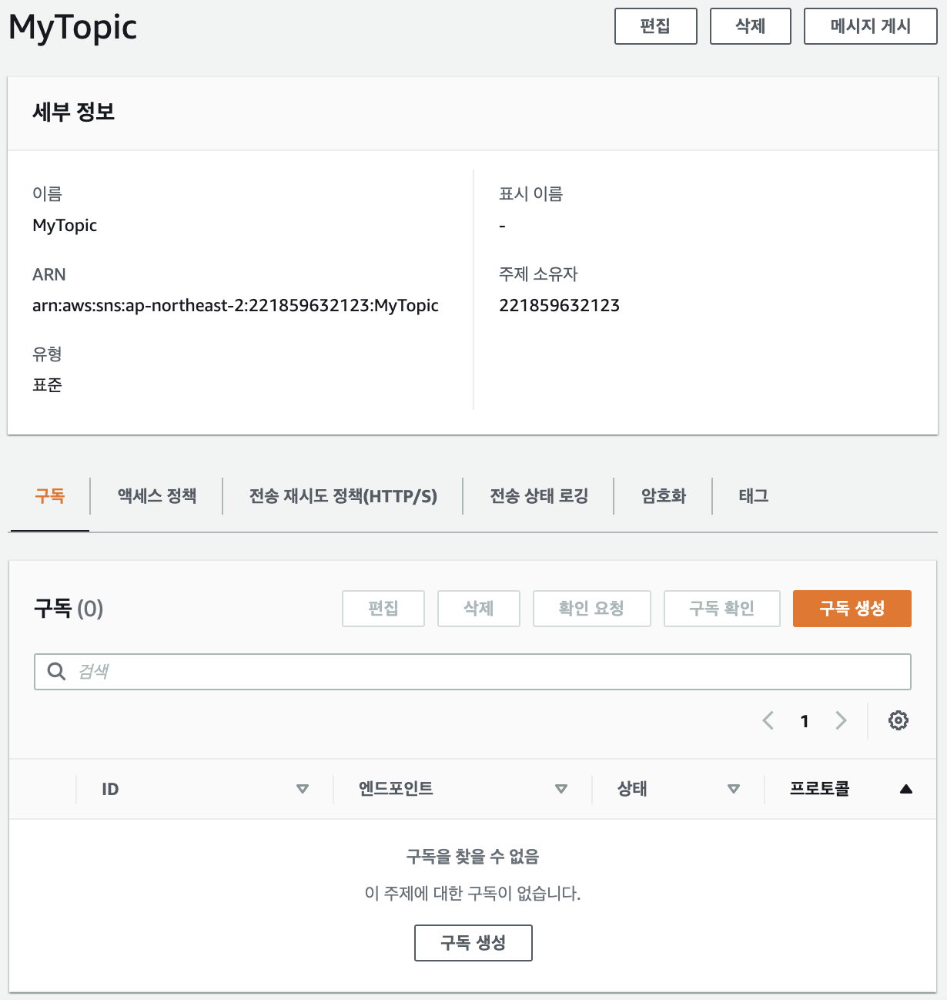 MyTopic
편집
삭제
메시지 게시
세부 정보
이름
MyTopic
표시 이름
-
ARN
arn:aws:sns:ap-northeast-2:221859632123:MyTopic
주제 소유자
221859632123
유형
표준
구독
액세스 정책
전송 재시도 정책(HTTP/S)
전송 상태 로깅
암호화
태그
구독 (0)
편집
삭제
확인 요청
구독 확인
구독 생성
검색
1
ID
엔드포인트
상태
프로토콜
구독을 찾을 수 없음
이 주제에 대한 구독이 없습니다.
구독 생성